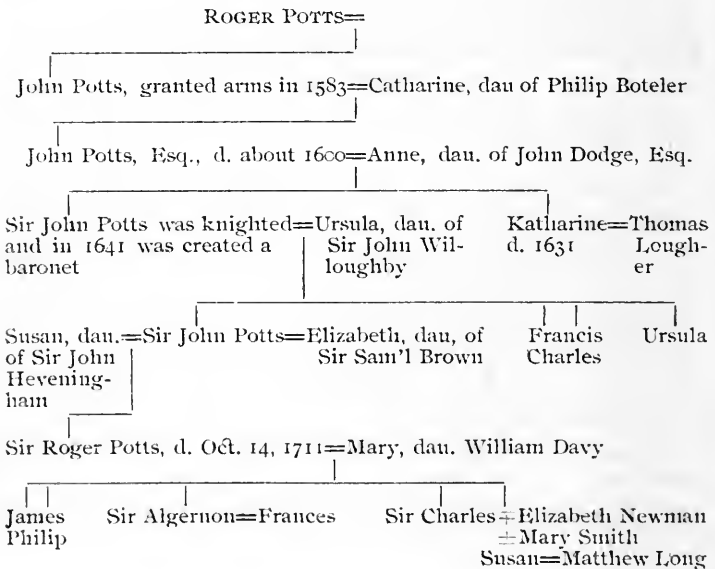 ROGER POTTS=
John Potts, granted arms in 1583=Catharine, dau of Philip Boteler
John Potts, Esq., d. about 1600=Anne, dau. of John Dodge, Esq.
Sir John Potts was knighted=Ursula, dau. of
and in 1641 was created a Sir John Wil-
baronet loughby
Katharine=Thomas
d. 1631 Lough-
er
Susan, dau.=Sir John Potts=Elizabeth, dau, of
of Sir John Sir Sam'l Brown
Hevening-
ham
Francis
Charles
Ursula
Sir Roger Potts, d. Oct. 14, 1711=Mary, dau. William Davy
James
Philip
Sir Algernon=Frances
Sir Charles=Elizabeth Newman
=Mary Smith
Susan=Matthew Long